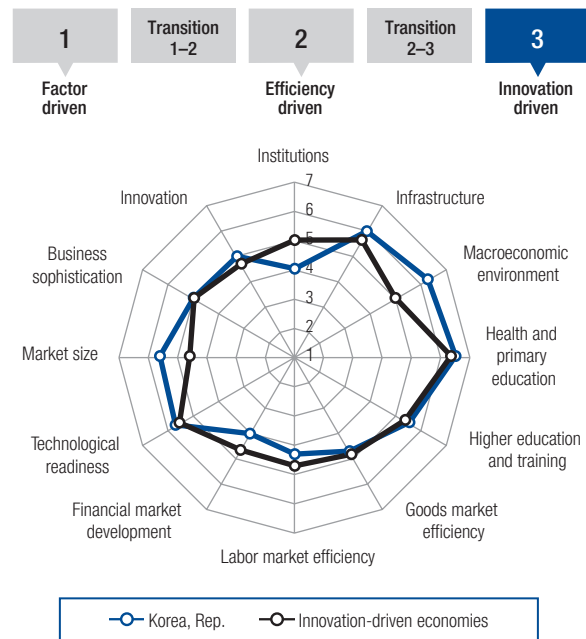 1
Transition
1–2
2
Transition
2–3
3
Factor
driven
Efficiency
driven
Innovation
driven
Institutions
Innovation
7
Infrastructure
6
5
Business
sophistication
4
Macroeconomic
environment
3
2
Market size
1
Health and
primary
education
Technological
readiness
Higher education
and training
Financial market
development
Goods market
efficiency
Labor market efficiency
Korea, Rep.
Innovation-driven economies